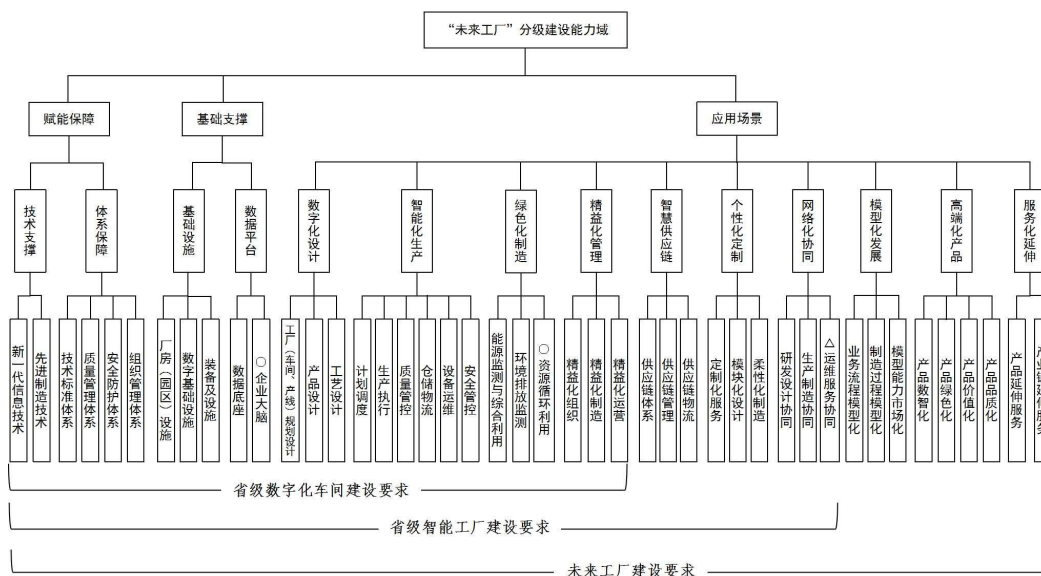 “未来工厂”分级建设能力域
赋能保障
基础支撑
应用场景
技术支撑
体系保障
基础设施
数据平台
数字化设计
智能化生产
绿色化制造
精益化管理
智慧供应链
个性化定制
网络化协同
模型化发展
高端化产品
服务化延伸
新一代信息技术
先进制造技术
技术标准体系
质量管理体系
安全防护体系
组织管理体系
厂房（园区）设施
数字基础设施
装备及设施
数据底座
○企业大脑
工厂（车间、产线）规划设计
产品设计
工艺设计
计划调度
生产执行
质量管控
仓储物流
设备运维
安全管控
能源监测与综合利用
环境排放监测
○资源循环利用
精益化组织
精益化制造
精益化运营
供应链体系
供应链管理
供应链物流
定制化服务
模块化设计
柔性化制造
研发设计协同
生产制造协同
△运维服务协同
业务流程模型化
制造过程模型化
模型能力市场化
产品数智化
产品绿色化
产品价值化
产品品质化
产品延伸服务
产业链延伸服务
省级数字化车间建设要求
省级智能工厂建设要求
未来工厂建设要求